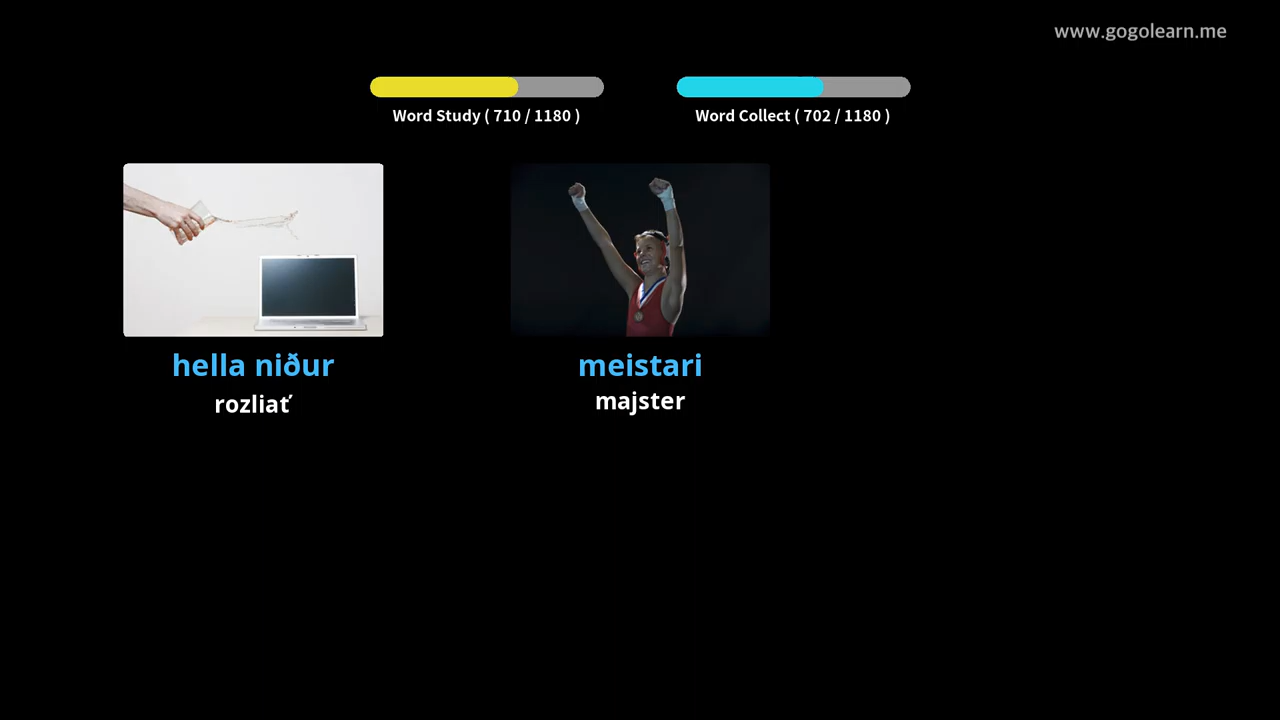 www.gogolearn.me
Word Study ( 710 / 1180 )
Word Collect ( 702 / 1180 )
hella niður
rozliať
meistari
majster